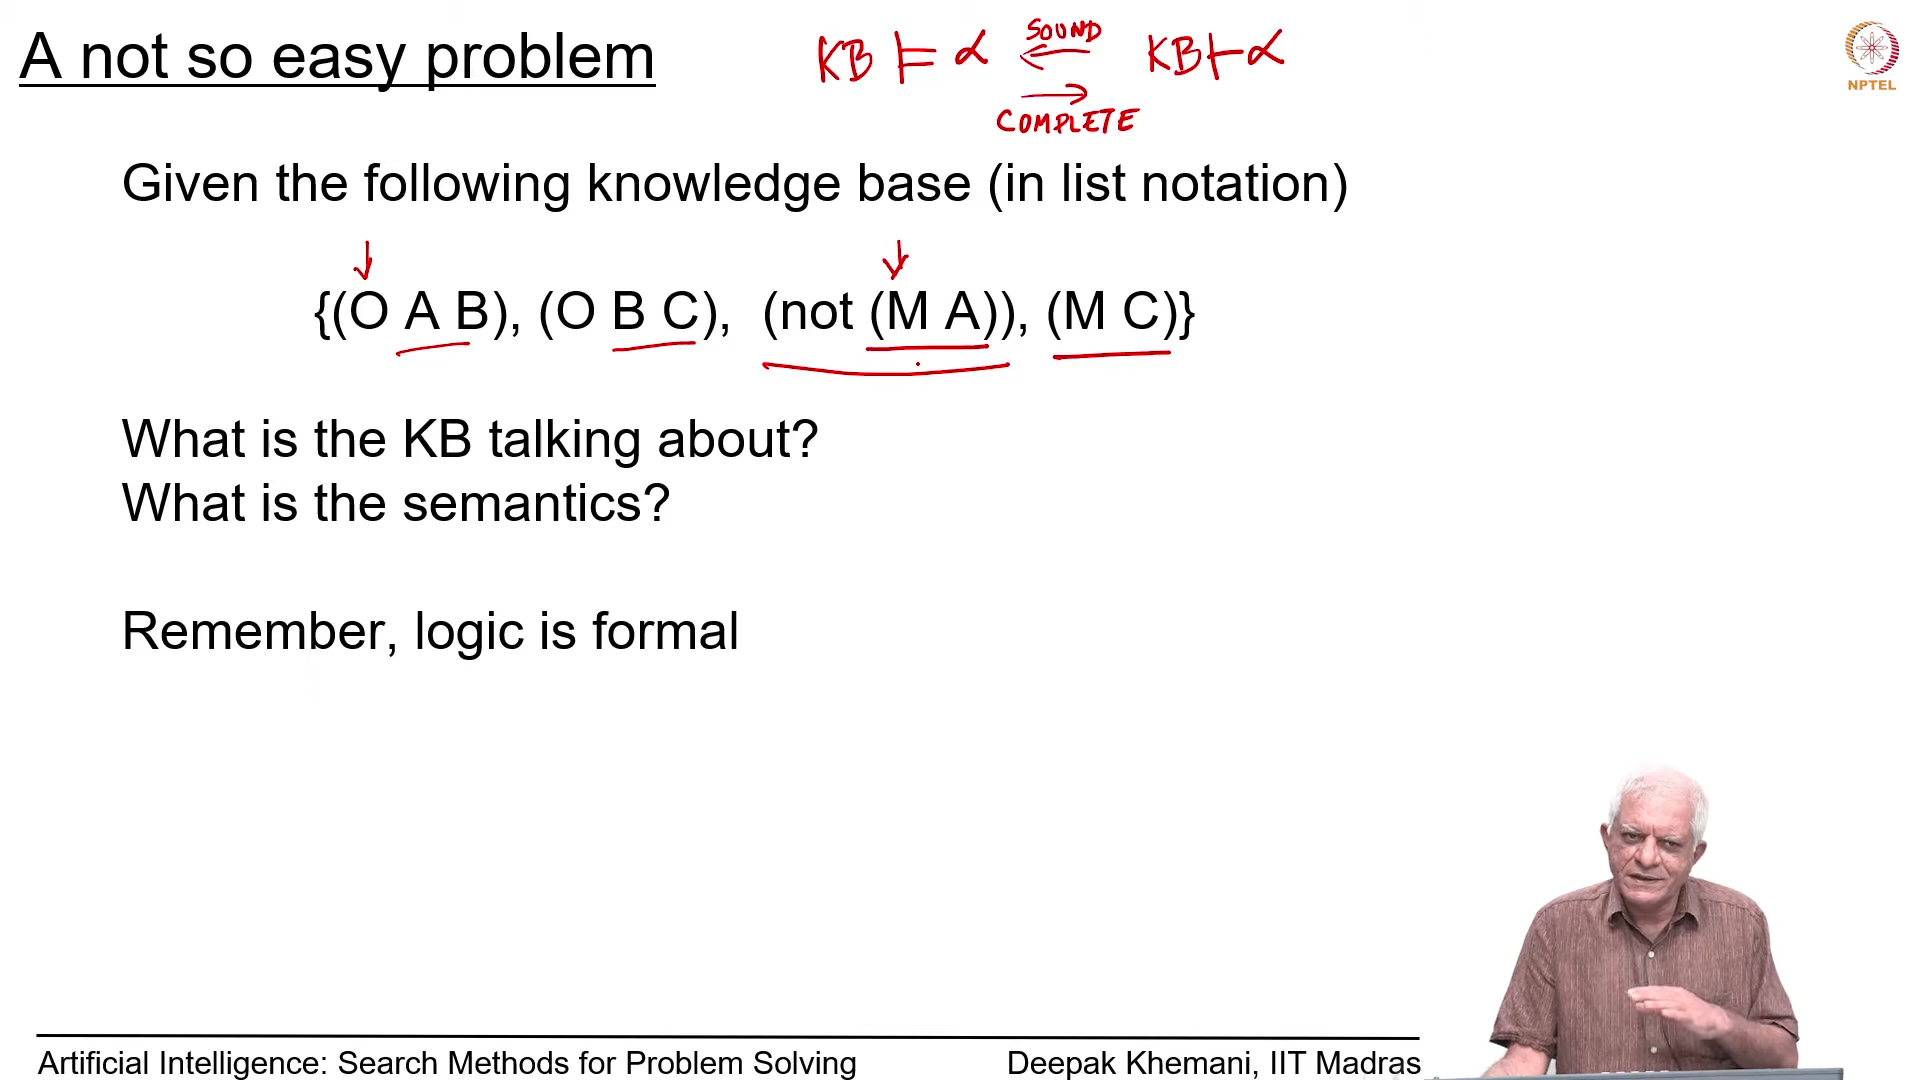 A not so easy problem
KB ⊨ α SOUND KB ⊢ α
COMPLETE
NPTEL
Given the following knowledge base (in list notation)
{(O A B), (O B C), (not (M A)), (M C)}
What is the KB talking about?
What is the semantics?
Remember, logic is formal
Artificial Intelligence: Search Methods for Problem Solving
Deepak Khemani, IIT Madras